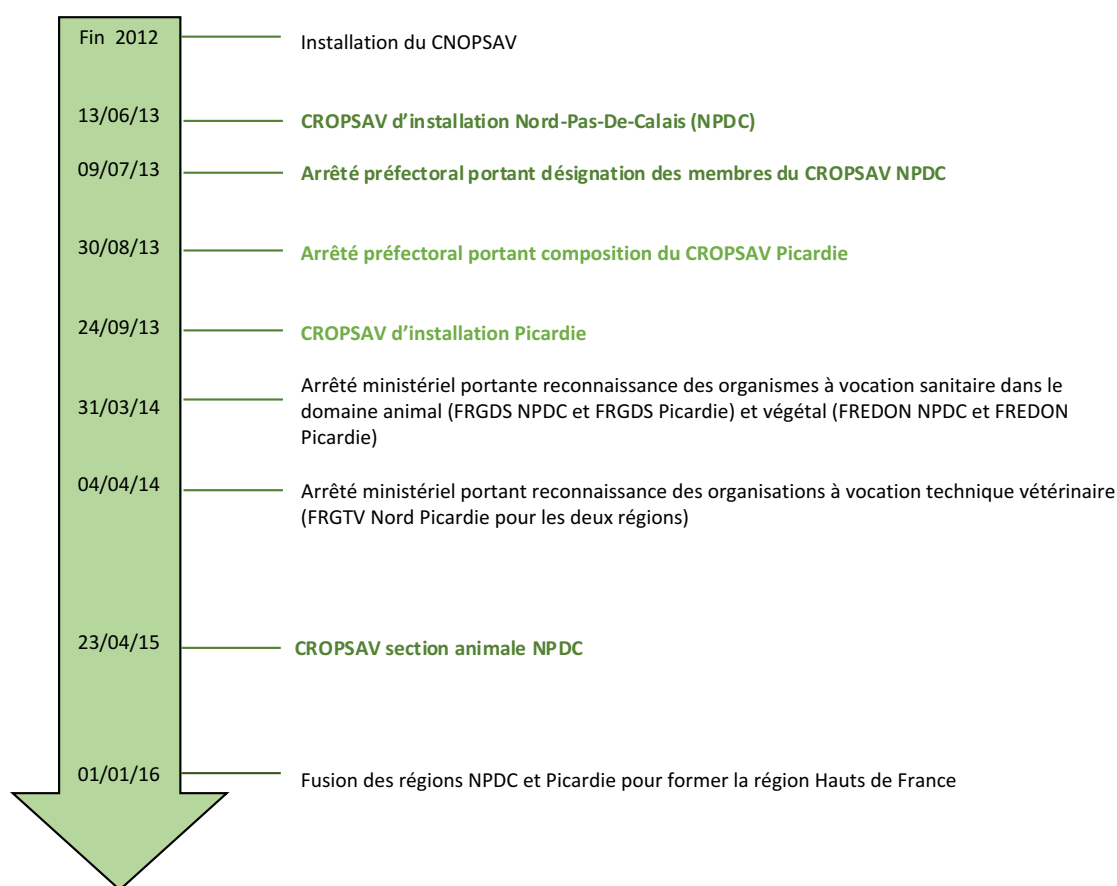 Fin 2012
Installation du CNOPSAV
13/06/13
CROPSAV d’installation Nord-Pas-De-Calais (NPDC)
09/07/13
Arrêté préfectoral portant désignation des membres du CROPSAV NPDC
30/08/13
Arrêté préfectoral portant composition du CROPSAV Picardie
24/09/13
CROPSAV d’installation Picardie
31/03/14
Arrêté ministériel portante reconnaissance des organismes à vocation sanitaire dans le
domaine animal (FRGDS NPDC et FRGDS Picardie) et végétal (FREDON NPDC et FREDON
Picardie)
04/04/14
Arrêté ministériel portant reconnaissance des organisations à vocation technique vétérinaire
(FRGTV Nord Picardie pour les deux régions)
23/04/15
CROPSAV section animale NPDC
01/01/16
Fusion des régions NPDC et Picardie pour former la région Hauts de France